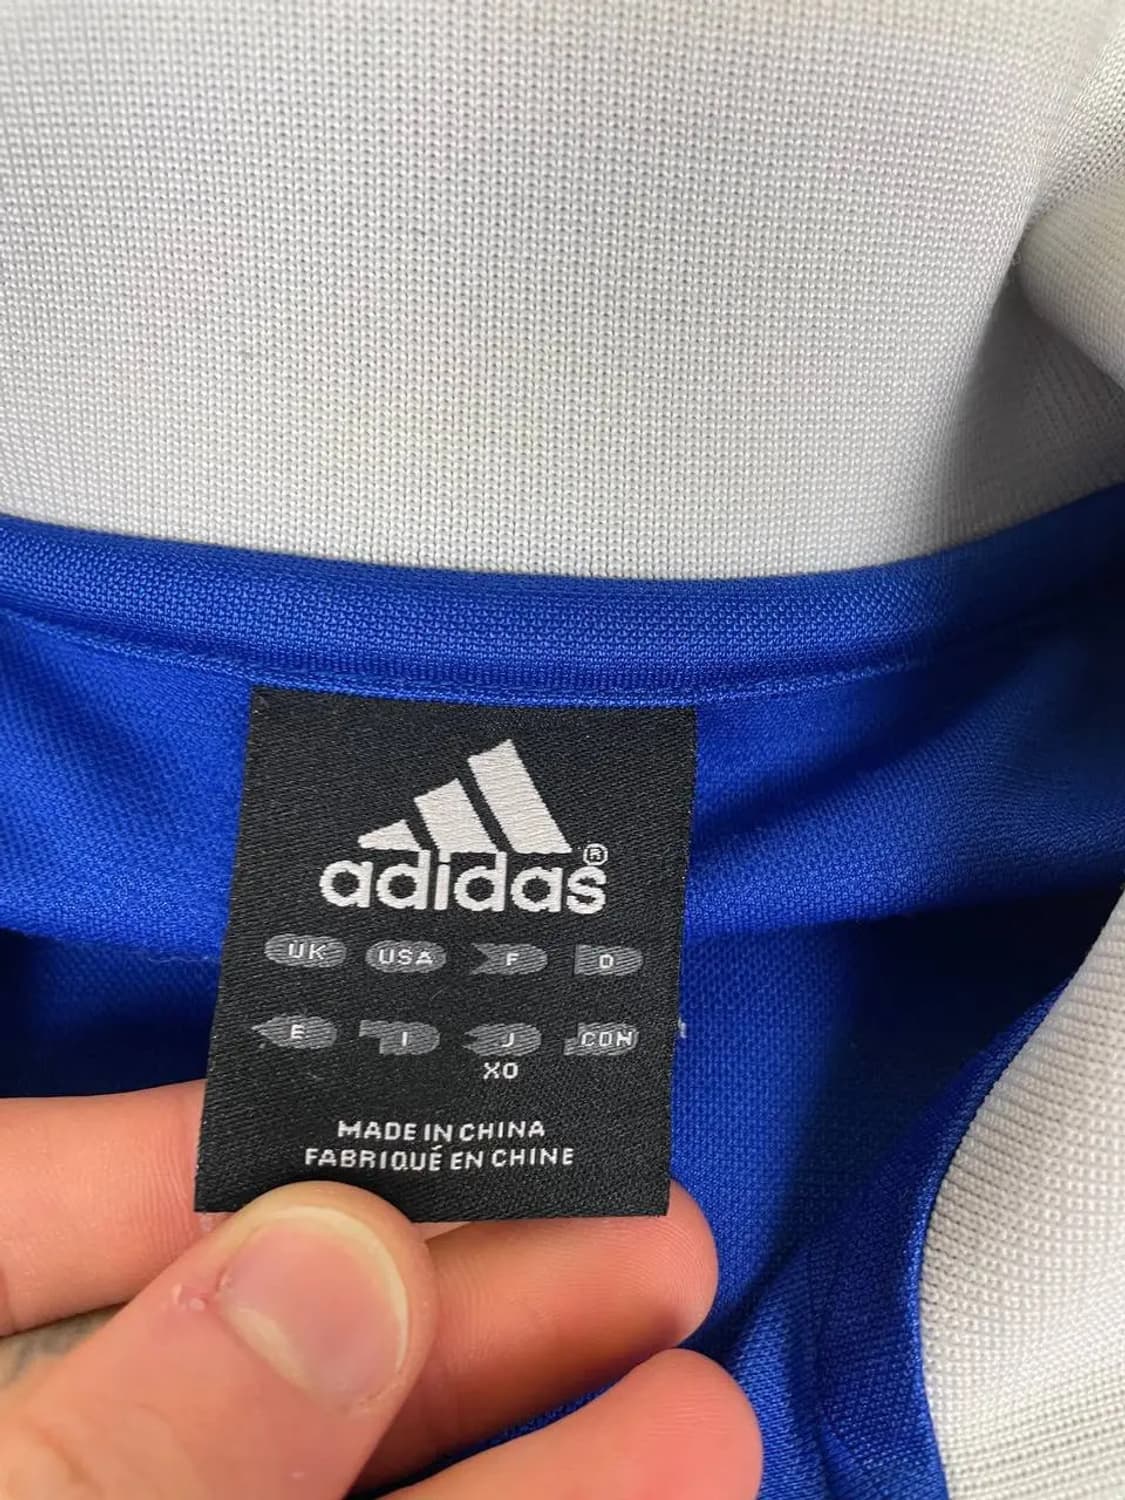 adidas®
UK USA F D
E I J CON
XO
MADE IN CHINA
FABRIQUÉ EN CHINE